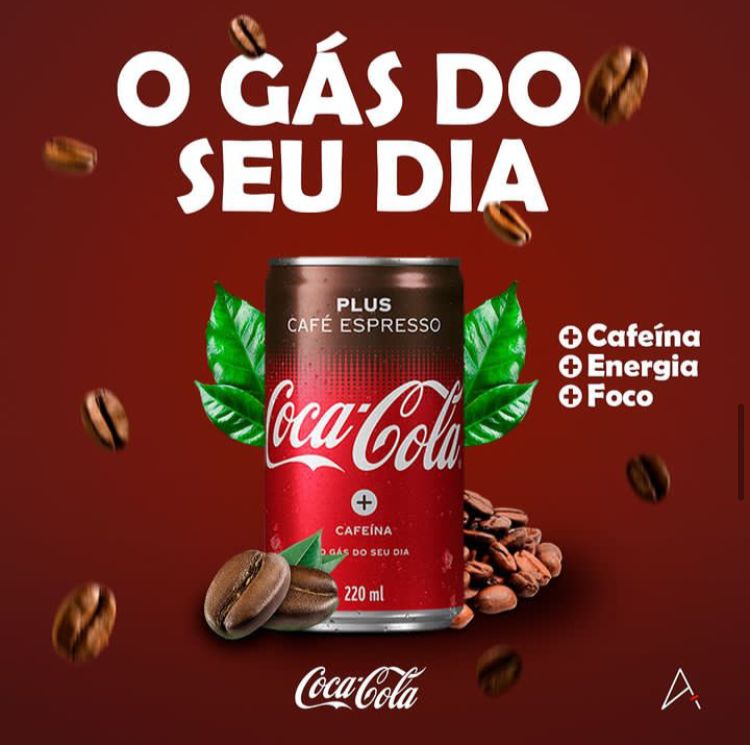 O GÁS DO
SEU DIA
PLUS
CAFÉ ESPRESSO
+ Cafeína
+ Energia
+ Foco
Coca-Cola
+
CAFEÍNA
O GÁS DO SEU DIA
220 ml
Coca-Cola